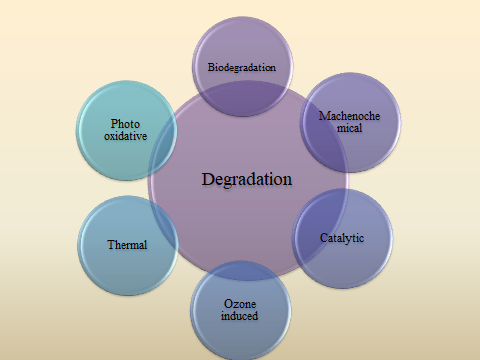 Biodegradation
Machenoche
mical
Photo
oxidative
Degradation
Thermal
Catalytic
Ozone
induced